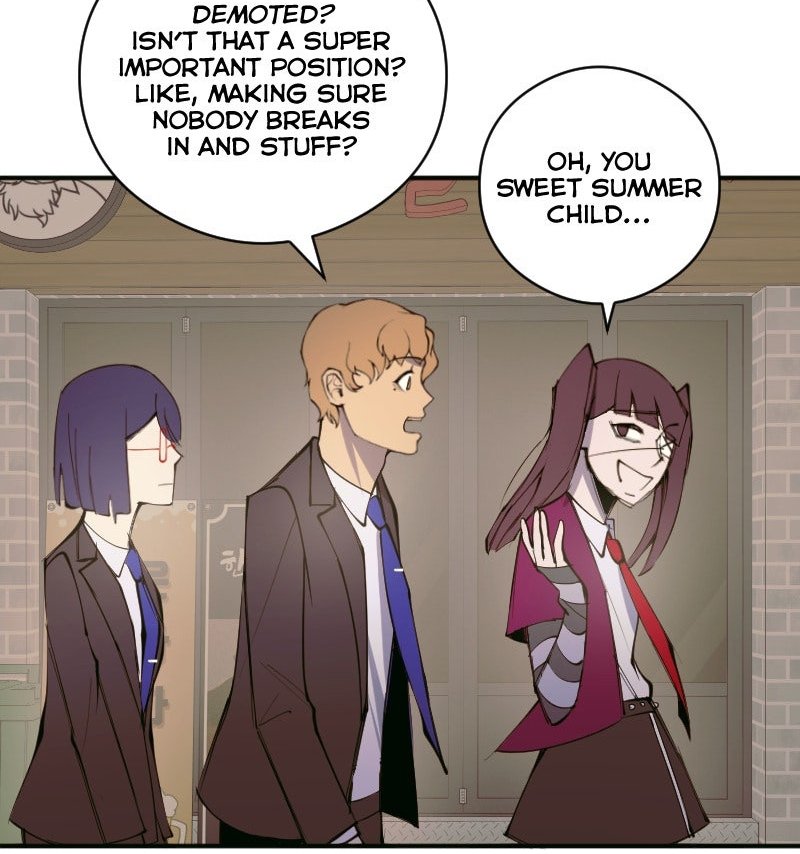 DEMOTED?
ISN'T THAT A SUPER
IMPORTANT POSITION?
LIKE, MAKING SURE
NOBODY BREAKS
IN AND STUFF?
OH, YOU
SWEET SUMMER
CHILD...